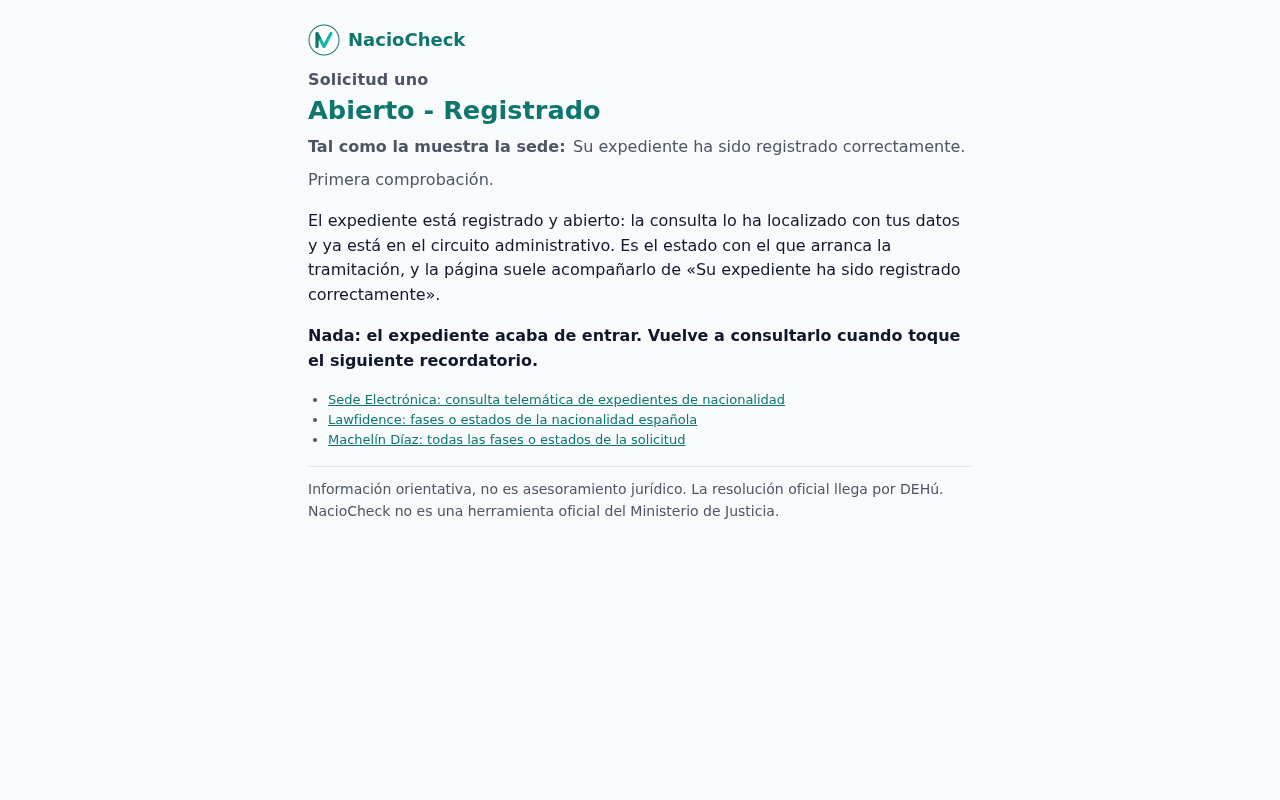 NacioCheck
Solicitud uno
Abierto - Registrado
Tal como la muestra la sede: Su expediente ha sido registrado correctamente.
Primera comprobación.
El expediente está registrado y abierto: la consulta lo ha localizado con tus datos
y ya está en el circuito administrativo. Es el estado con el que arranca la
tramitación, y la página suele acompañarlo de «Su expediente ha sido registrado
correctamente».
Nada: el expediente acaba de entrar. Vuelve a consultarlo cuando toque
el siguiente recordatorio.
Sede Electrónica: consulta telemática de expedientes de nacionalidad
Lawfidence: fases o estados de la nacionalidad española
Machelín Díaz: todas las fases o estados de la solicitud
Información orientativa, no es asesoramiento jurídico. La resolución oficial llega por DEHú.
NacioCheck no es una herramienta oficial del Ministerio de Justicia.